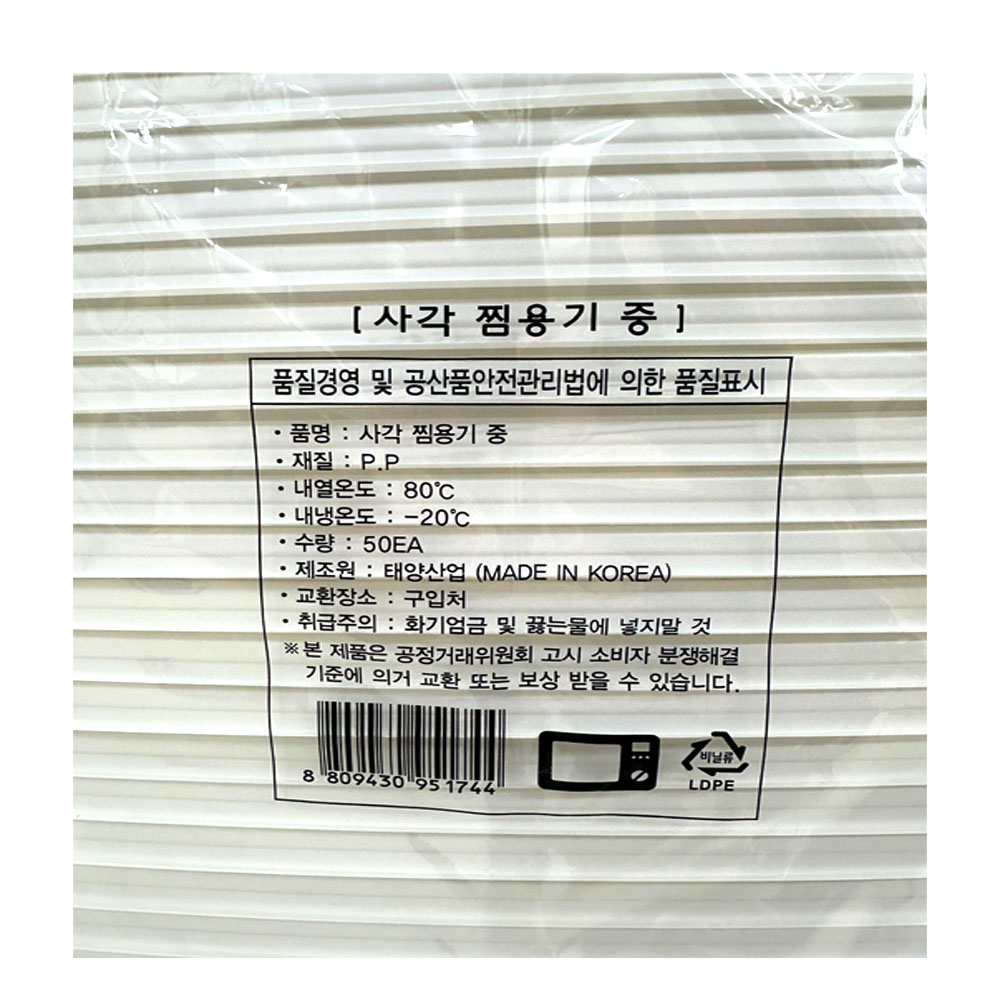 [ 사각 찜용기 중 ]
품질경영 및 공산품안전관리법에 의한 품질표시
• 품명 : 사각 찜용기 중
• 재질 : P.P
• 내열온도 : 80℃
• 내냉온도 : -20℃
• 수량 : 50EA
• 제조원 : 태양산업 (MADE IN KOREA)
• 교환장소 : 구입처
• 취급주의 : 화기엄금 및 끓는물에 넣지말 것
※본 제품은 공정거래위원회 고시 소비자 분쟁해결
기준에 의거 교환 또는 보상 받을 수 있습니다.
8 809430 951744
비닐류
LDPE